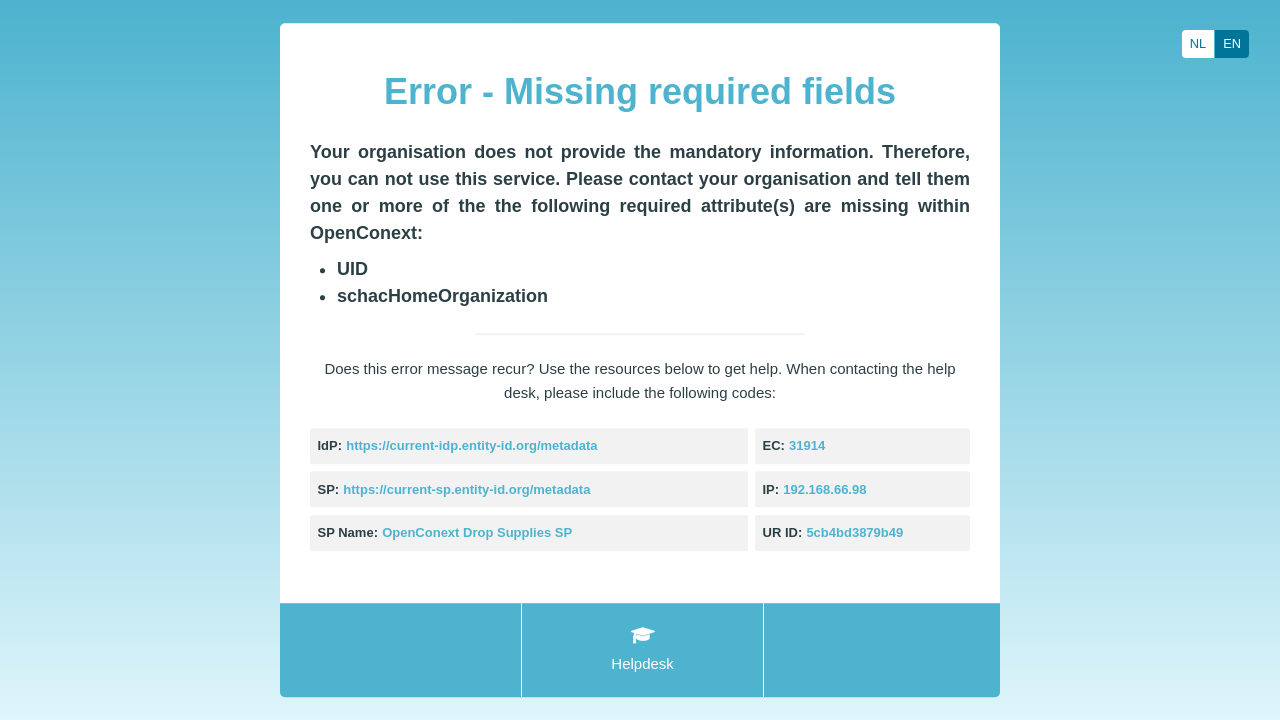 NL EN
Error - Missing required fields
Your organisation does not provide the mandatory information. Therefore,
you can not use this service. Please contact your organisation and tell them
one or more of the the following required attribute(s) are missing within
OpenConext:
• UID
• schacHomeOrganization
Does this error message recur? Use the resources below to get help. When contacting the help
desk, please include the following codes:
IdP: https://current-idp.entity-id.org/metadata
EC: 31914
SP: https://current-sp.entity-id.org/metadata
IP: 192.168.66.98
SP Name: OpenConext Drop Supplies SP
UR ID: 5cb4bd3879b49
Helpdesk